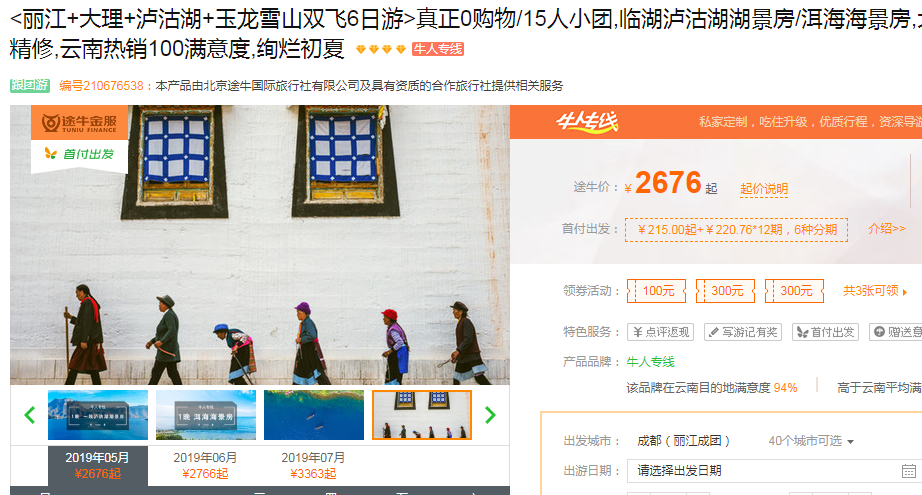 <丽江+大理+泸沽湖+玉龙雪山双飞6日游>真正0购物/15人小团,临湖泸沽湖湖景房/洱海海景房,
精修,云南热销100满意度,绚烂初夏 牛人专线
跟团游 编号210676538：本产品由北京途牛国际旅行社有限公司及具有资质的合作旅行社提供相关服务
途牛金服
TUNIU FINANCE
首付出发
牛人专线 私家定制，吃住升级，优质行程，资深导游
途牛价： ¥2676起 起价说明
首付出发： ￥215.00起+￥220.76*12期，6种分期 介绍>>
领券活动： 100元 300元 300元 共3张可领
特色服务： ¥点评返现 写游记有奖 首付出发 赠送意
产品品牌： 牛人专线
该品牌在云南目的地满意度 94% 高于云南平均满
出发城市： 成都（丽江成团） 40个城市可选
出游日期： 请选择出发日期
牛人专线
1晚 洱海海景房
2019年05月 2019年06月 2019年07月
¥2676起 ¥2766起 ¥3363起